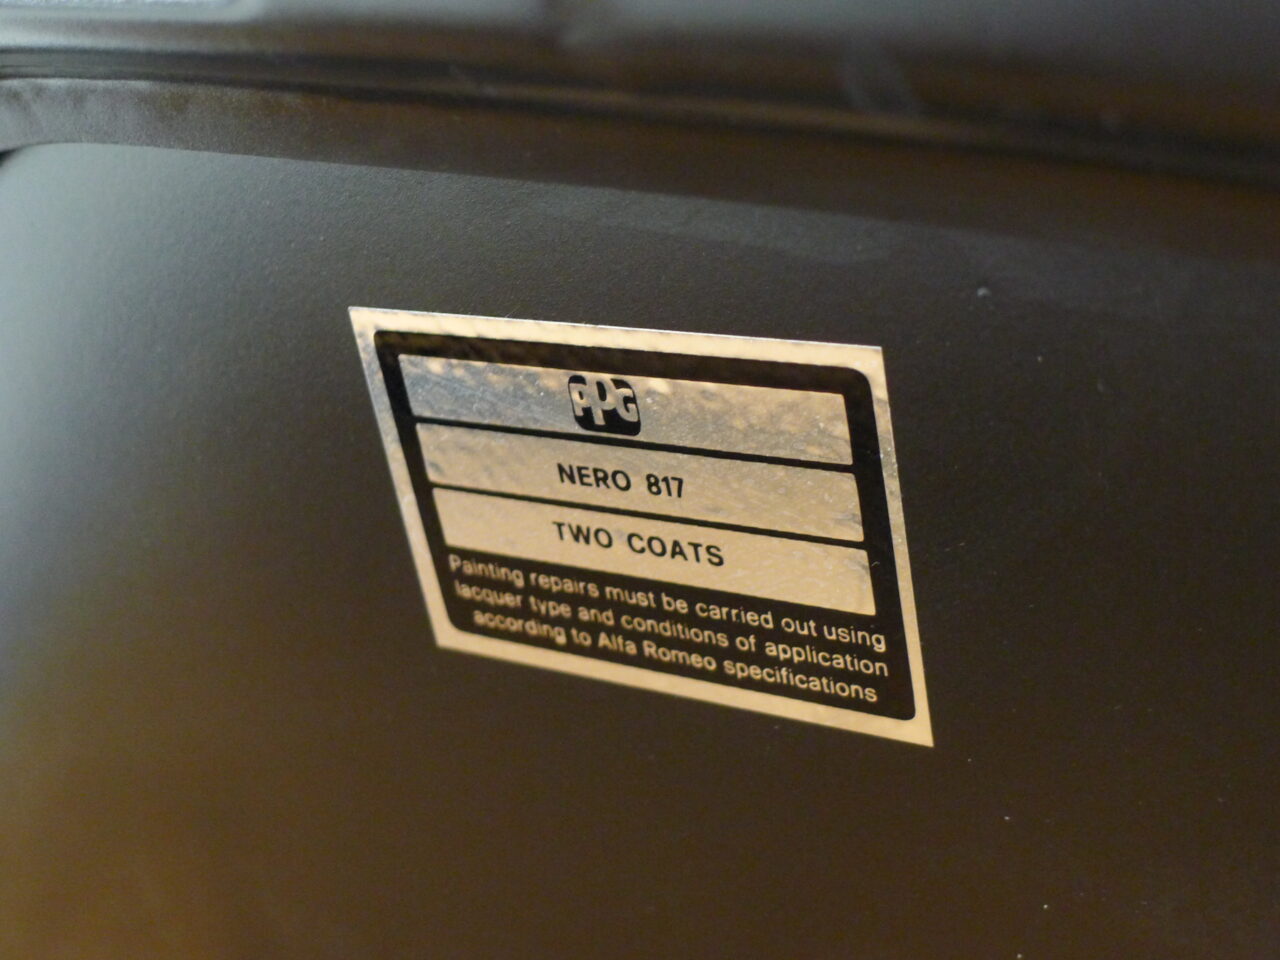 PPG
NERO 817
TWO COATS
Painting repairs must be carried out using
lacquer type and conditions of application
according to Alfa Romeo specifications